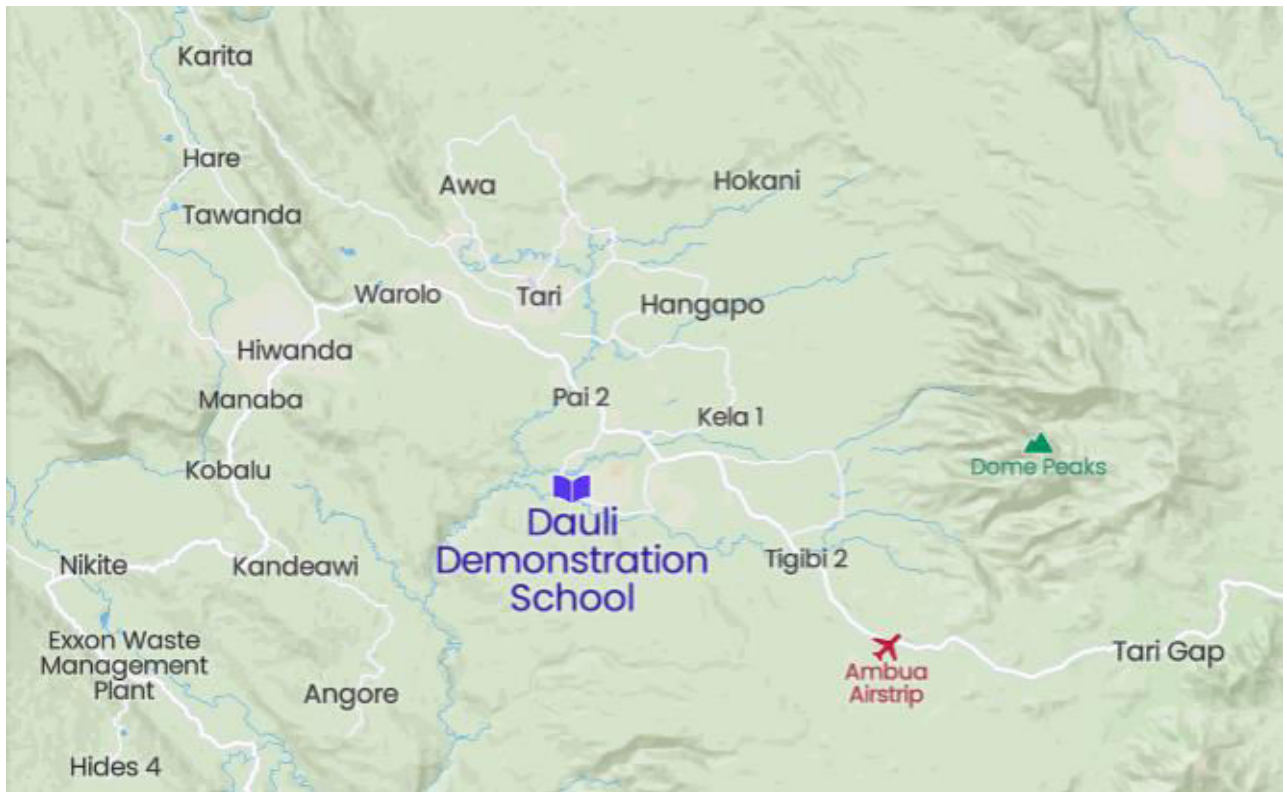 Karita
Hare
Awa
Hokani
Tawanda
Warolo
Tari
Hangapo
Hiwanda
Manaba
Pai 2
Kela 1
Kobalu
Dome Peaks
Dauli
Demonstration
School
Nikite
Kandeawi
Tigibi 2
Exxon Waste
Management
Plant
Angore
Ambua
Airstrip
Tari Gap
Hides 4